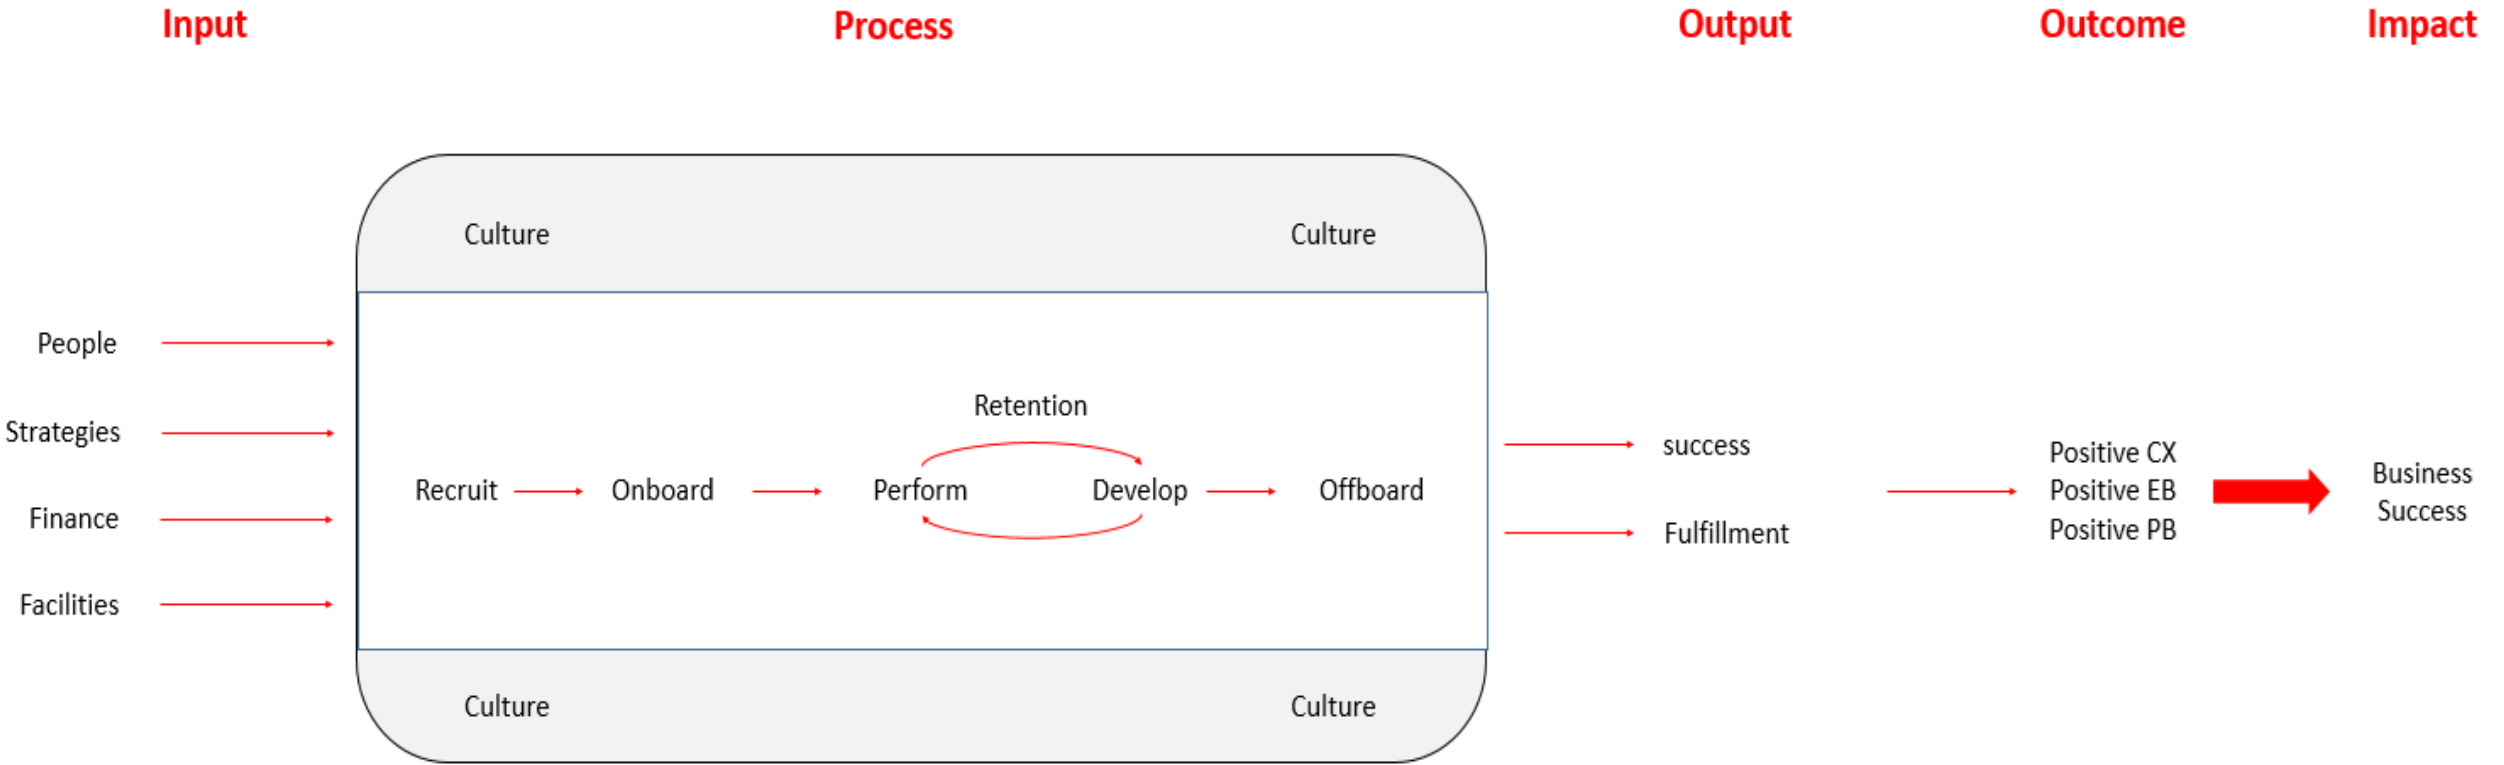 Input
Process
Output
Outcome
Impact
Culture
Culture
People
Strategies
Finance
Facilities
Retention
Recruit
Onboard
Perform
Develop
Offboard
success
Fulfillment
Positive CX
Positive EB
Positive PB
Business
Success
Culture
Culture